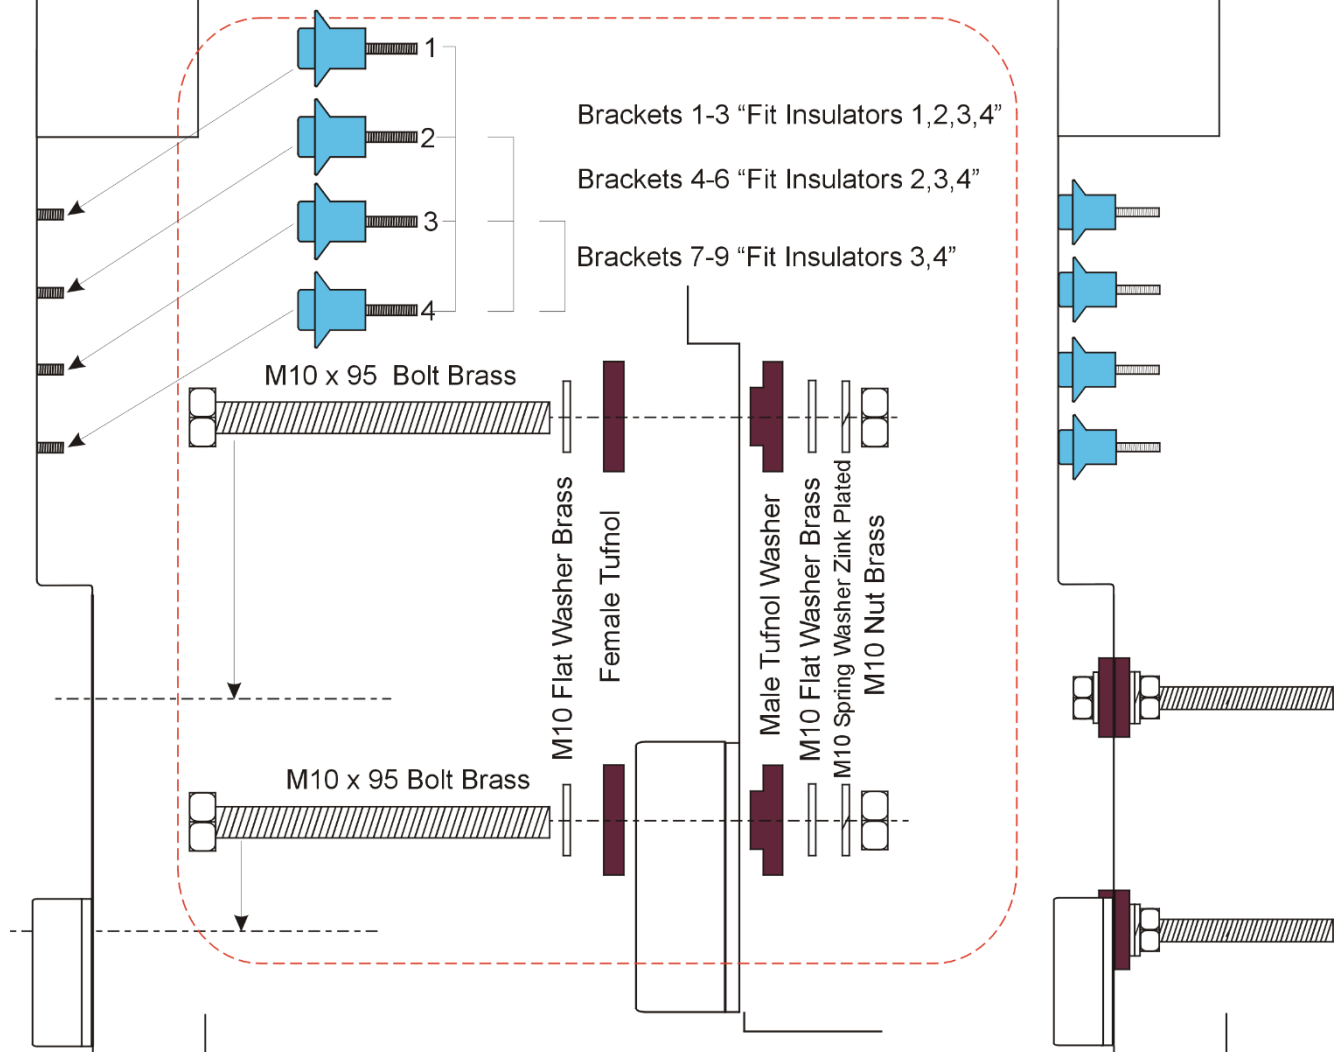 1
Brackets 1-3 “Fit Insulators 1,2,3,4”
2
Brackets 4-6 “Fit Insulators 2,3,4”
3
Brackets 7-9 “Fit Insulators 3,4”
4
M10 x 95 Bolt Brass
M10 Flat Washer Brass
Female Tufnol
Male Tufnol Washer
M10 Flat Washer Brass
M10 Spring Washer Zink Plated
M10 Nut Brass
M10 x 95 Bolt Brass